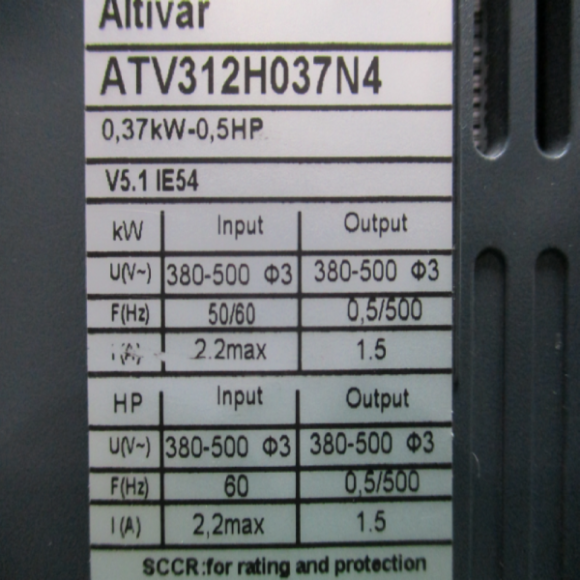 Altivar
ATV312H037N4
0,37kW-0,5HP
V5.1 IE54
kW Input Output
U(V~) 380-500 Φ3 380-500 Φ3
F(Hz) 50/60 0,5/500
(A) 2.2max 1.5
HP Input Output
U(V~) 380-500 Φ3 380-500 Φ3
F(Hz) 60 0,5/500
I(A) 2,2max 1.5
SCCR:for rating and protection